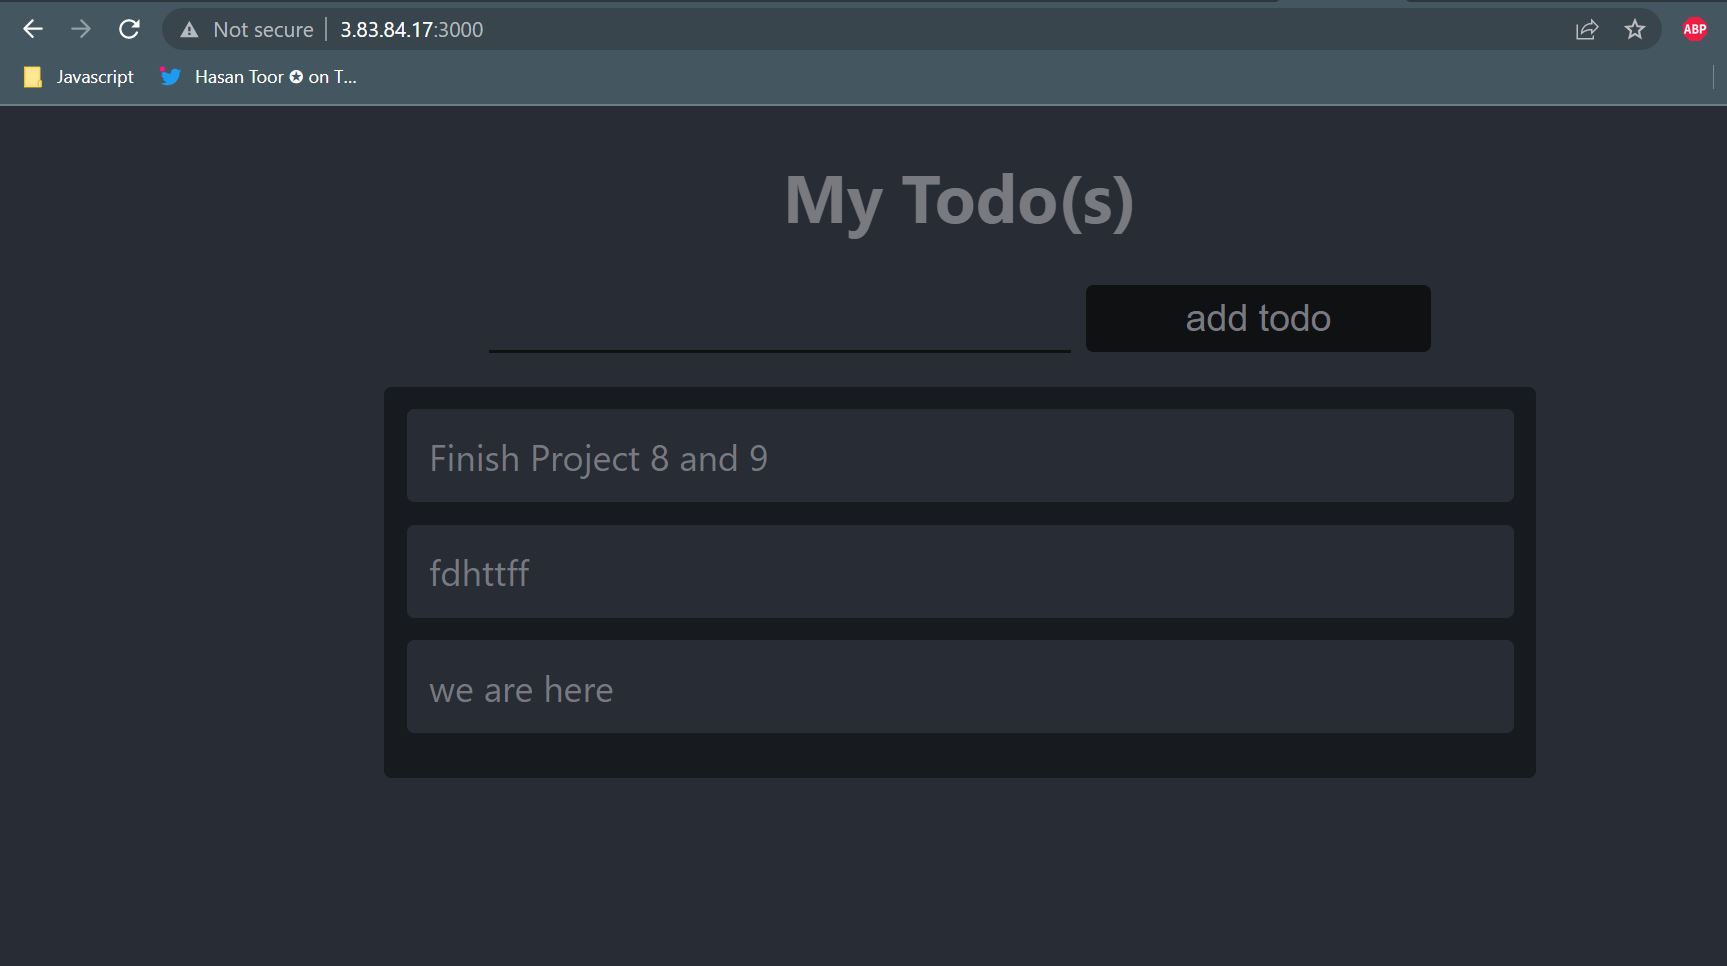 Not secure | 3.83.84.17:3000
ABP
Javascript
Hasan Toor ✪ on T...
My Todo(s)
add todo
Finish Project 8 and 9
fdhttff
we are here